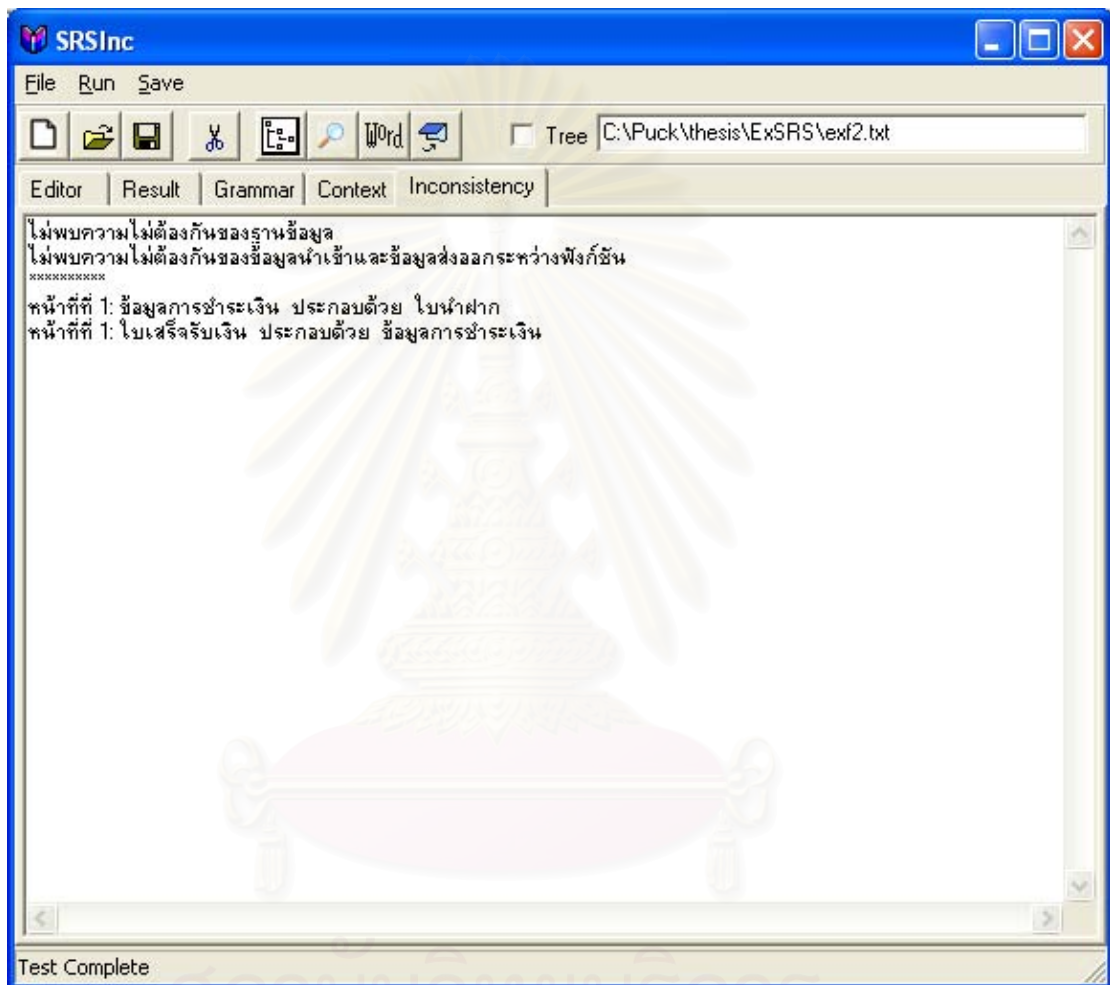 SRSInc
File Run Save
Word Tree C:\Puck\thesis\ExSRS\exf2.txt
Editor Result Grammar Context Inconsistency
ไม่พบความไม่ต้องกันของฐานข้อมูล
ไม่พบความไม่ต้องกันของข้อมูลนำเข้าและข้อมูลส่งออกระหว่างฟังก์ชัน
**********
หน้าที่ที่ 1: ข้อมูลการชำระเงิน ประกอบด้วย ใบนำฝาก
หน้าที่ที่ 1: ใบเสร็จรับเงิน ประกอบด้วย ข้อมูลการชำระเงิน
Test Complete